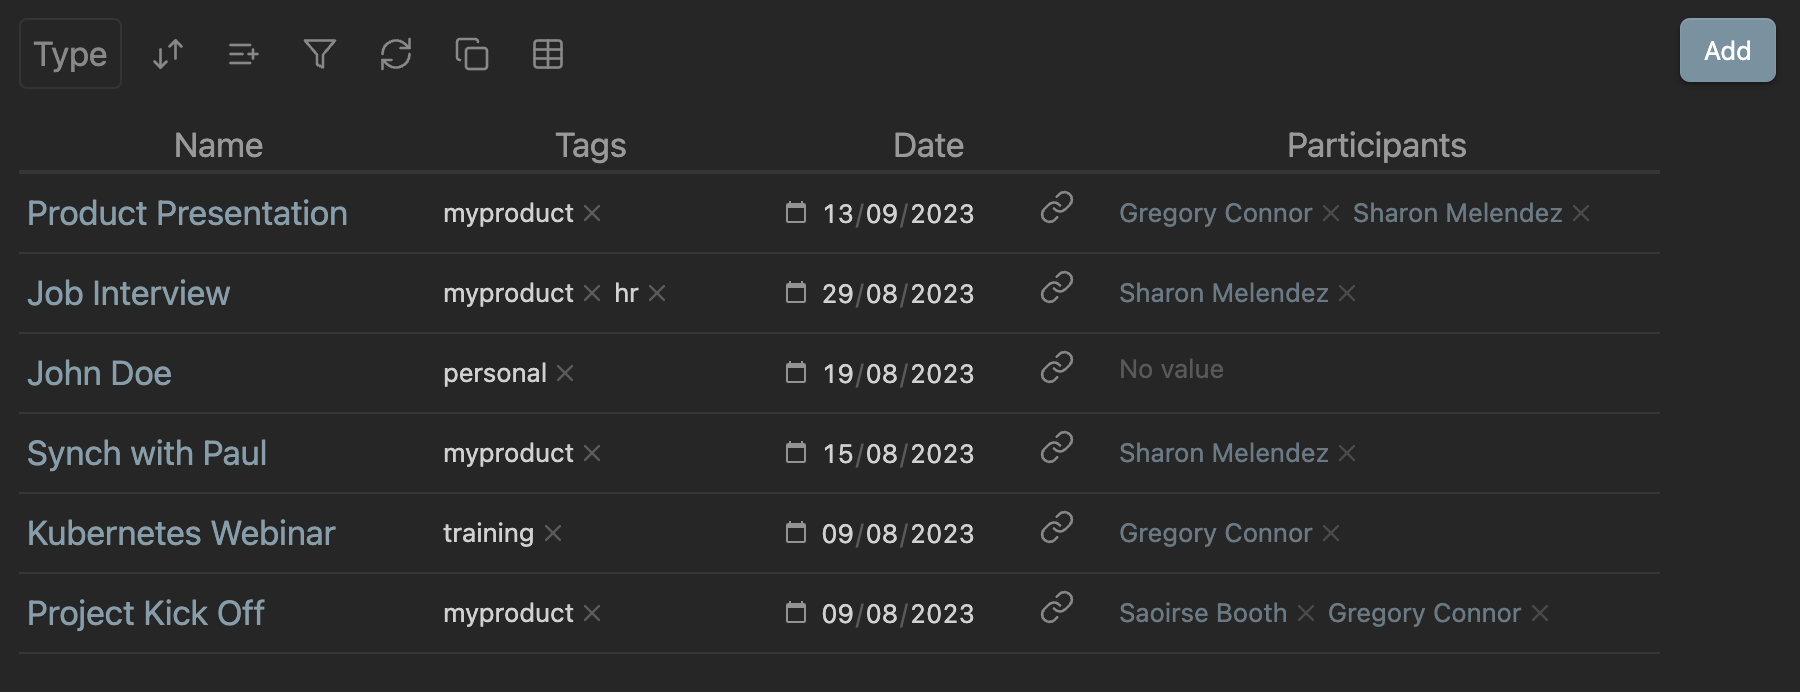 Type Add
Name Tags Date Participants
Product Presentation myproduct 13/09/2023 Gregory Connor Sharon Melendez
Job Interview myproduct hr 29/08/2023 Sharon Melendez
John Doe personal 19/08/2023 No value
Synch with Paul myproduct 15/08/2023 Sharon Melendez
Kubernetes Webinar training 09/08/2023 Gregory Connor
Project Kick Off myproduct 09/08/2023 Saoirse Booth Gregory Connor